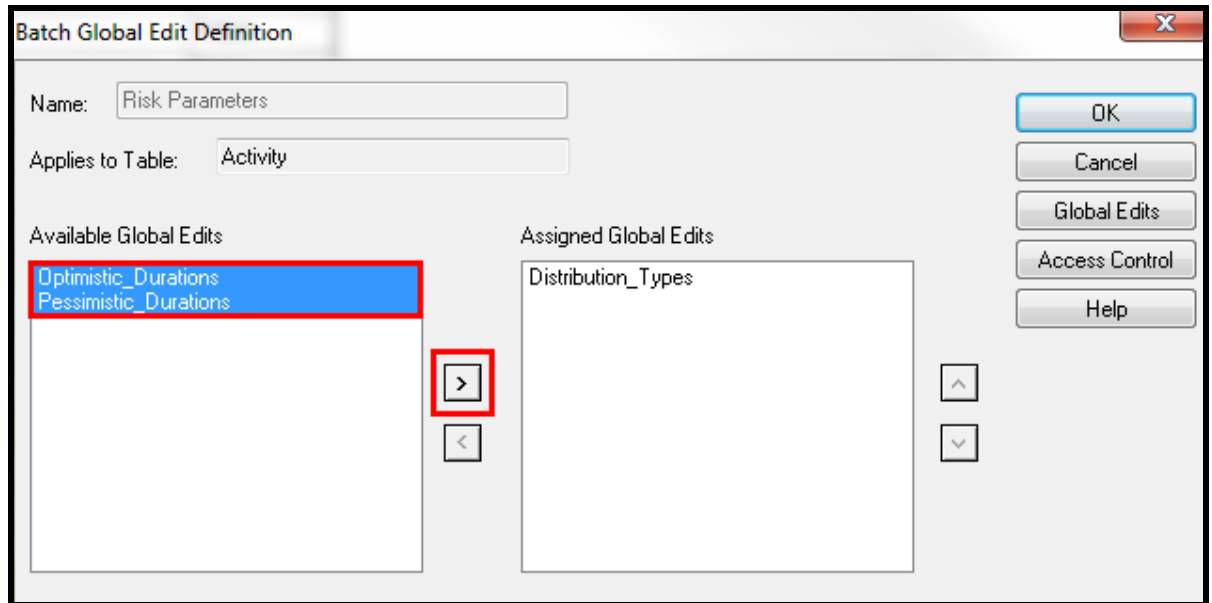 Batch Global Edit Definition
X
Name: Risk Parameters
OK
Applies to Table: Activity
Cancel
Global Edits
Available Global Edits
Assigned Global Edits
Access Control
Optimistic_Durations
Distribution_Types
Pessimistic_Durations
Help
>
<